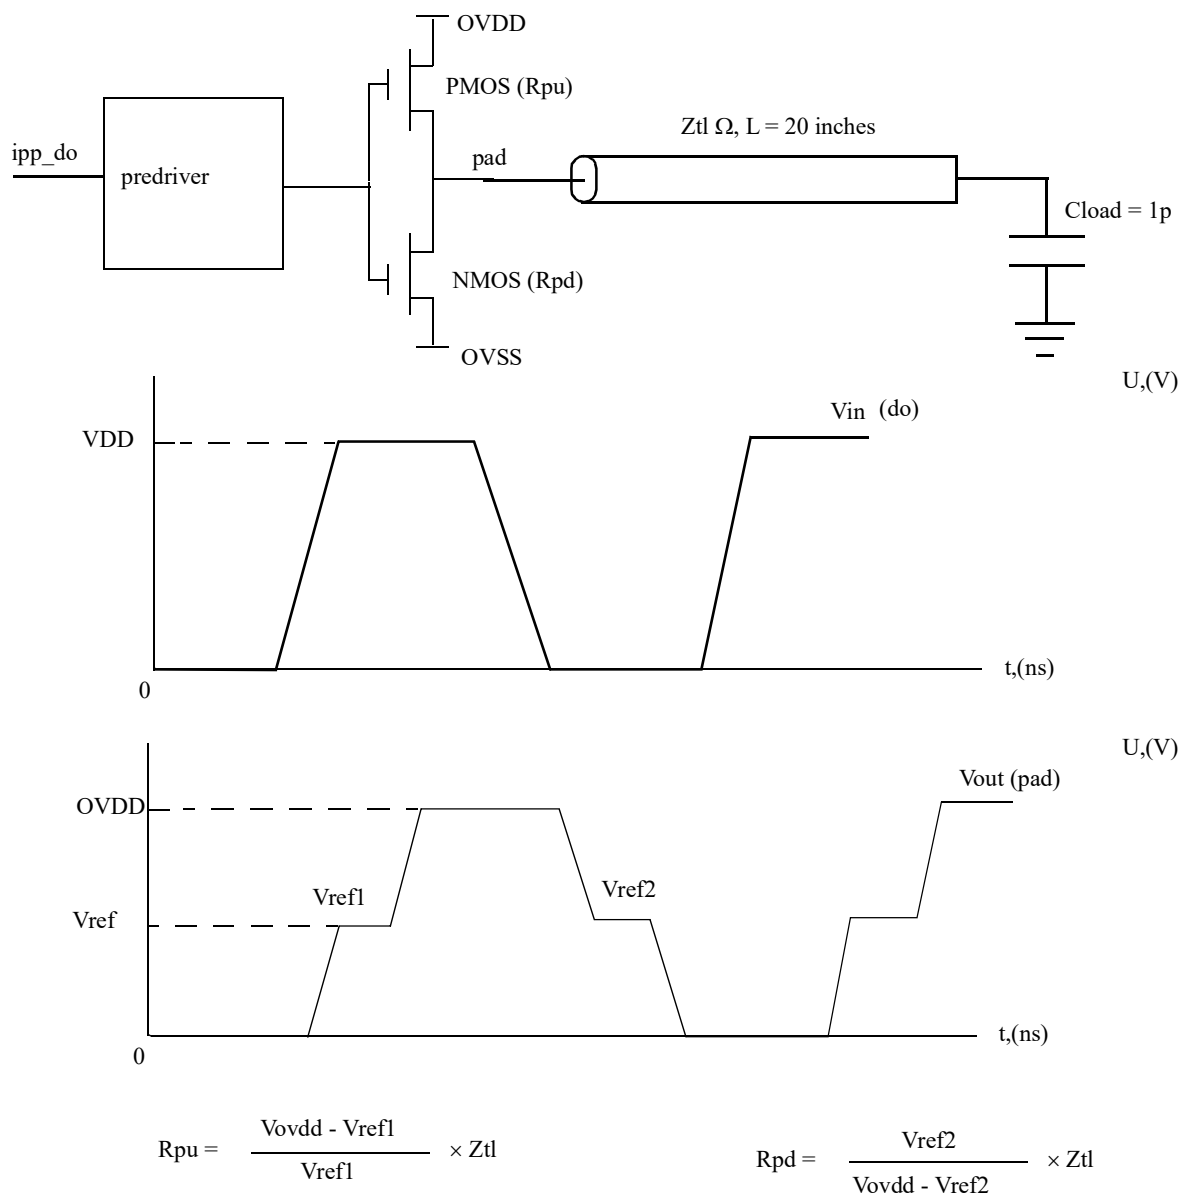 OVDD
PMOS (Rpu)
Ztl Ω, L = 20 inches
ipp_do
predriver
pad
Cload = 1p
NMOS (Rpd)
OVSS
U,(V)
Vin (do)
VDD
t,(ns)
0
U,(V)
Vout (pad)
OVDD
Vref1
Vref2
Vref
t,(ns)
0
Rpu = Vovdd - Vref1 / Vref1 × Ztl
Rpd = Vref2 / Vovdd - Vref2 × Ztl